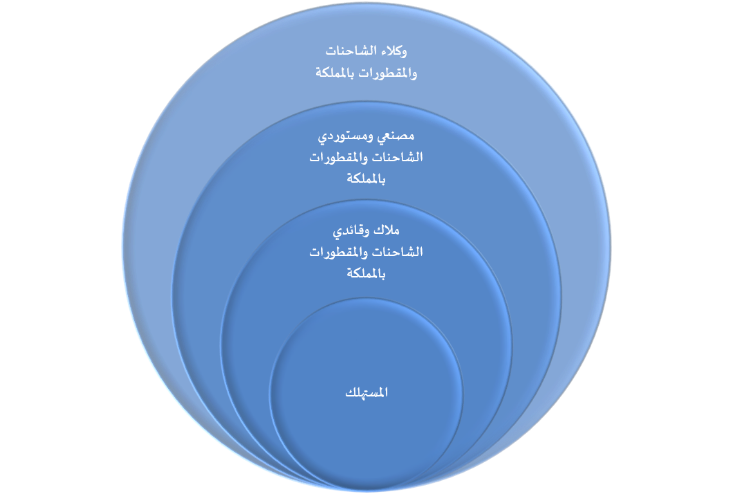 وكلاء الشاحنات
والمقطورات بالمملكة
مصنعي ومستوردي
الشاحنات والمقطورات
بالمملكة
ملاك وقائدي
الشاحنات والمقطورات
بالمملكة
المستهلك